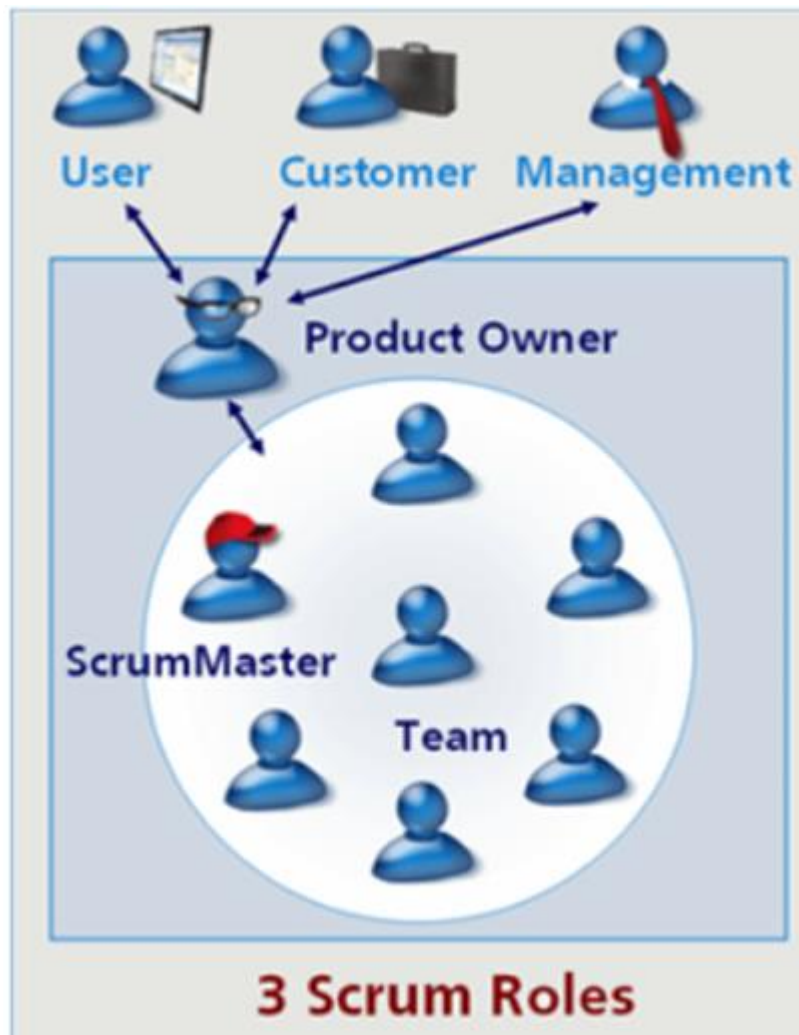 User Customer Management
Product Owner
ScrumMaster
Team
3 Scrum Roles